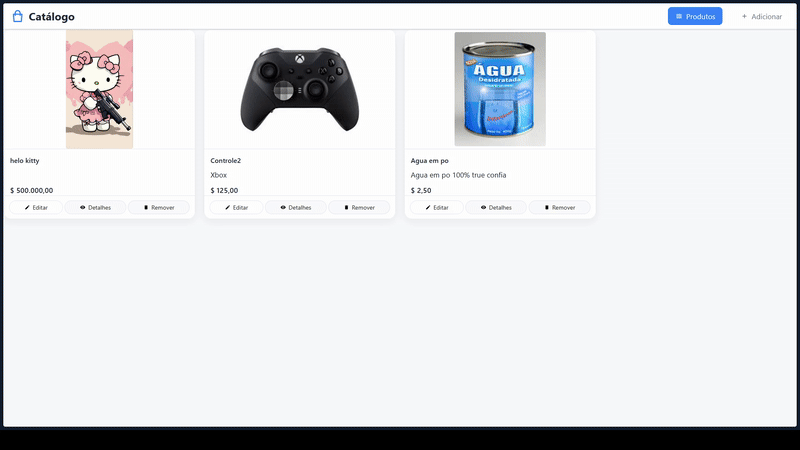 Catálogo
Produtos
Adicionar
ÁGUA
Desidratada
helo kitty
$ 500.000,00
Editar
Detalhes
Remover
Controle2
Xbox
$ 125,00
Editar
Detalhes
Remover
Agua em po
Agua em po 100% true confia
$ 2,50
Editar
Detalhes
Remover